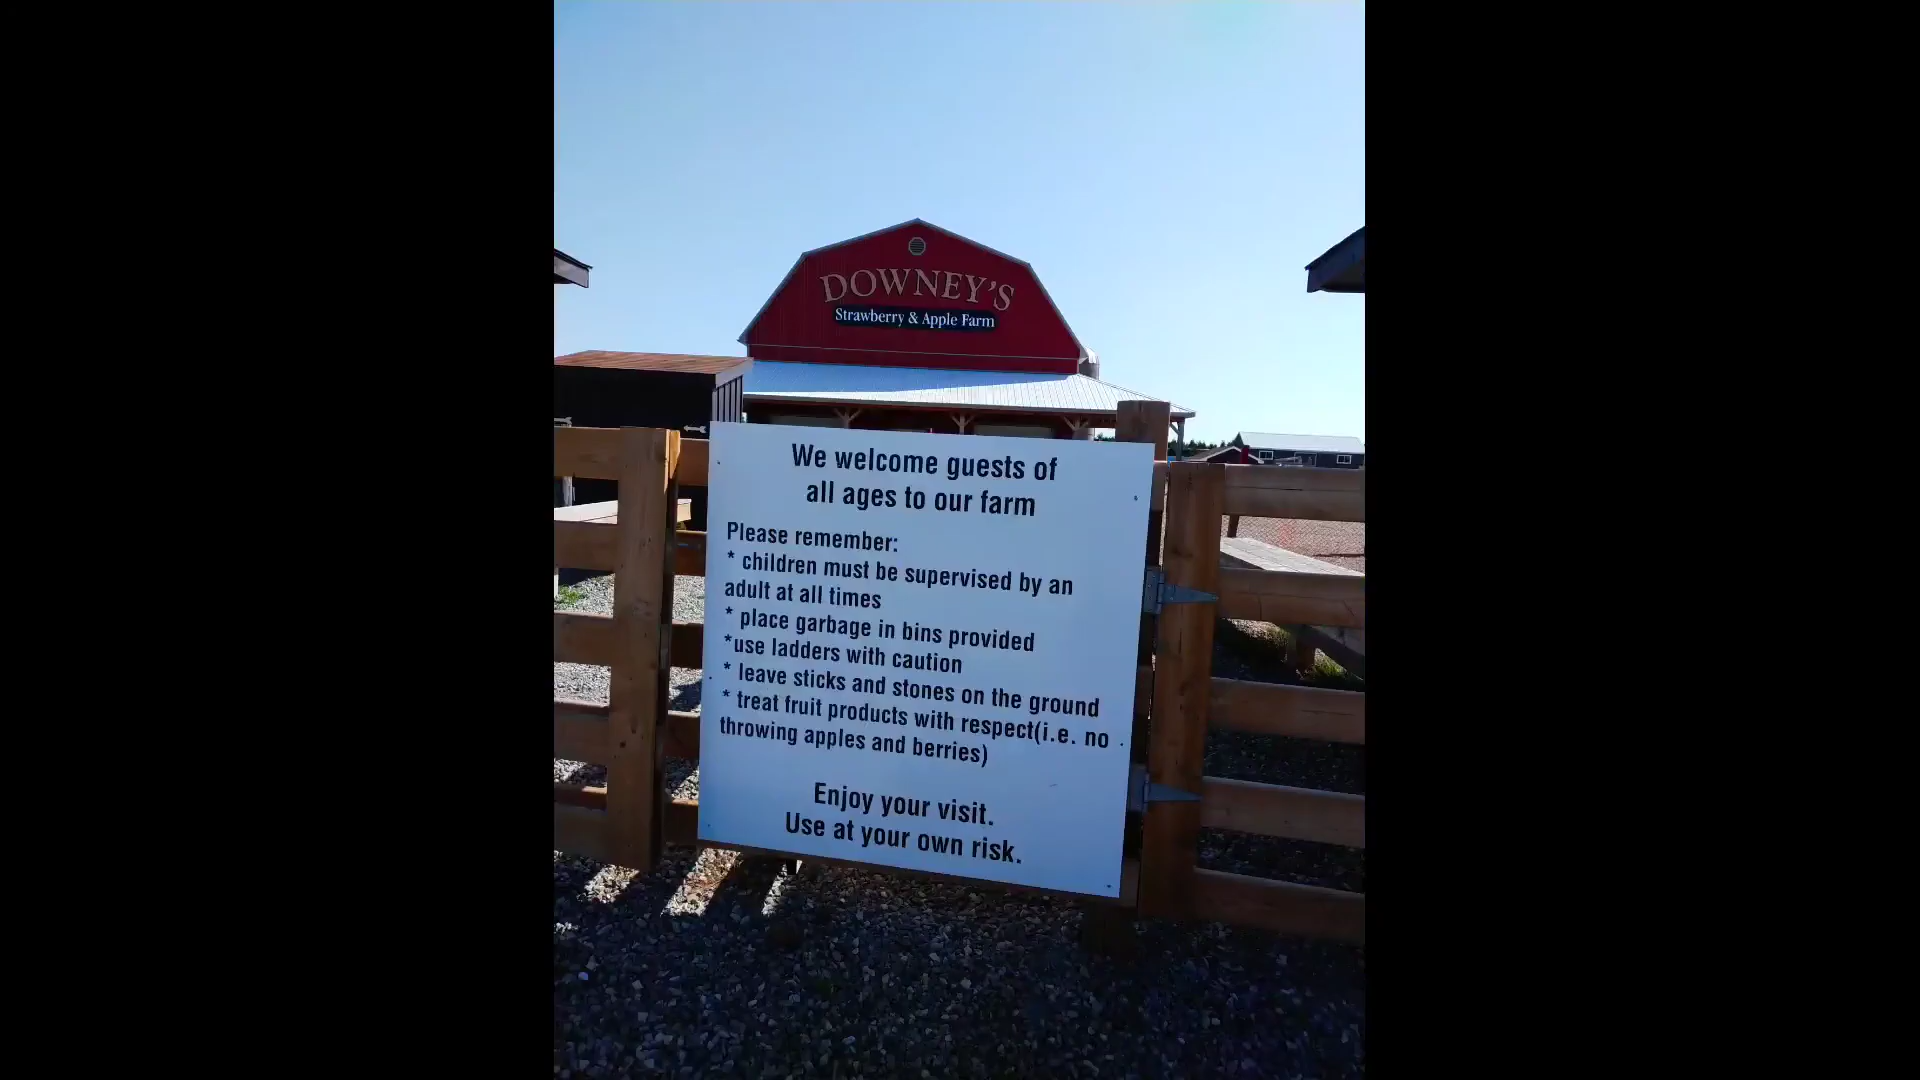 DOWNEY'S
Strawberry & Apple Farm
We welcome guests of
all ages to our farm
Please remember:
* children must be supervised by an
adult at all times
* place garbage in bins provided
*use ladders with caution
* leave sticks and stones on the ground
* treat fruit products with respect(i.e. no
throwing apples and berries)
Enjoy your visit.
Use at your own risk.